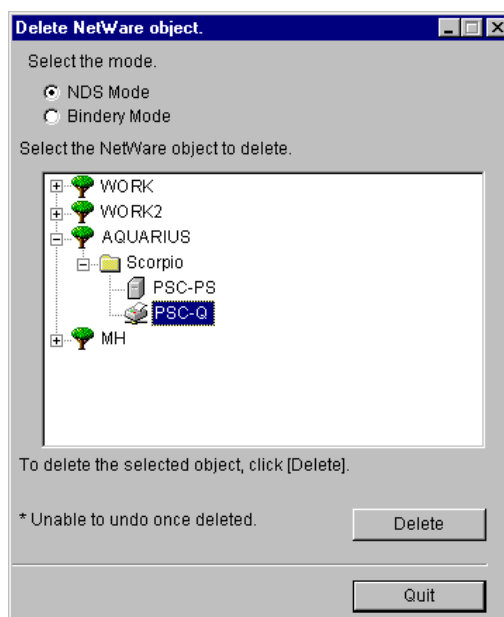 Delete NetWare object.
Select the mode.
NDS Mode
Bindery Mode
Select the NetWare object to delete.
WORK
WORK2
AQUARIUS
Scorpio
PSC-PS
PSC-Q
MH
To delete the selected object, click [Delete].
* Unable to undo once deleted.
Delete
Quit